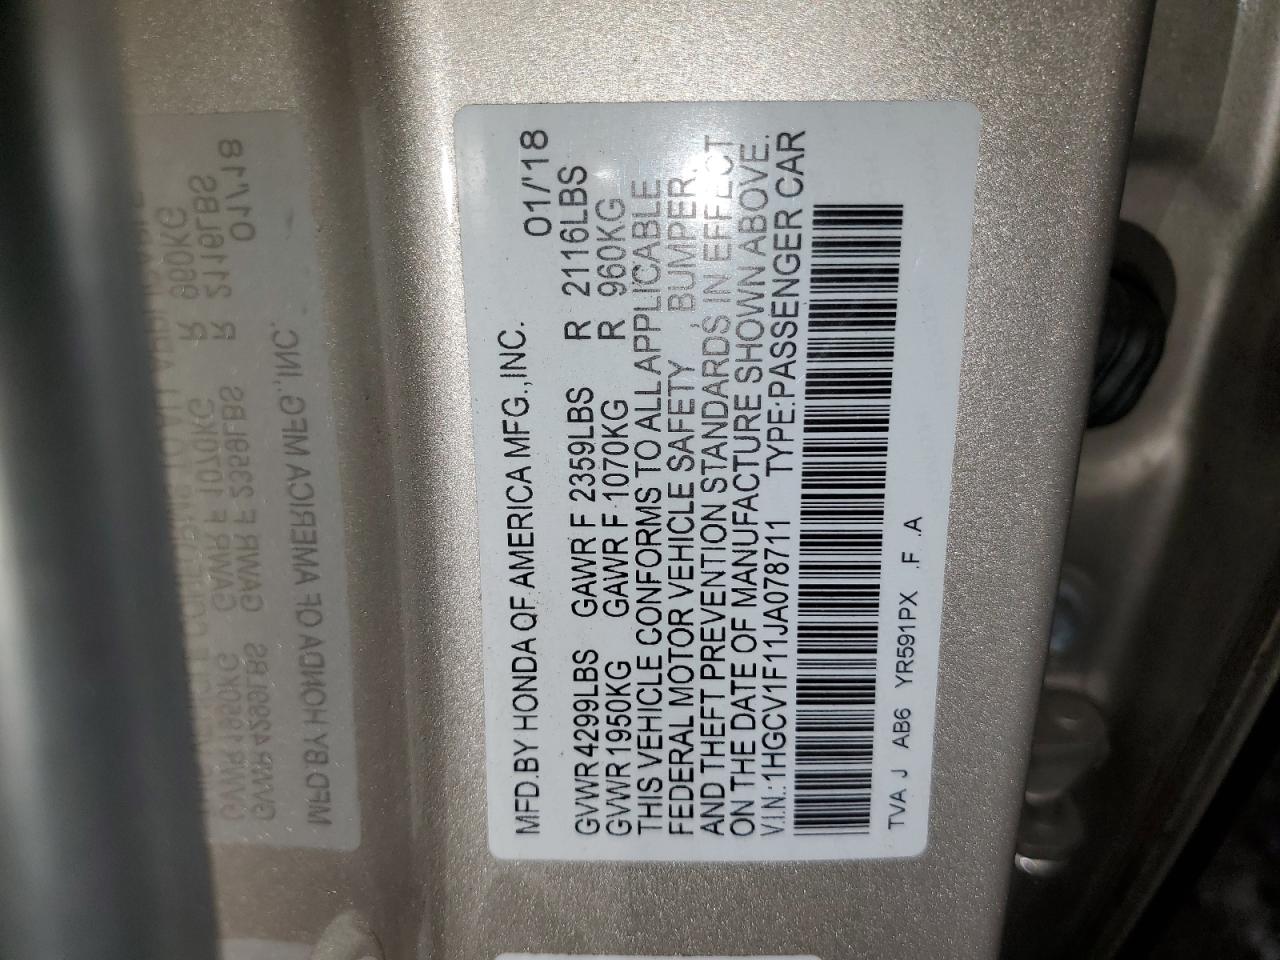 MFD.BY HONDA OF AMERICA MFG.,INC. 01/'18
GVWR 4299LBS GAWR F 2359LBS R 2116LBS
GVWR 1950KG GAWR F 1070KG R 960KG
THIS VEHICLE CONFORMS TO ALL APPLICABLE
FEDERAL MOTOR VEHICLE SAFETY, BUMPER,
AND THEFT PREVENTION STANDARDS IN EFFECT
ON THE DATE OF MANUFACTURE SHOWN ABOVE.
V.I.N.:1HGCV1F11JA078711 TYPE:PASSENGER CAR
TVA J AB6 YR591PX .F .A